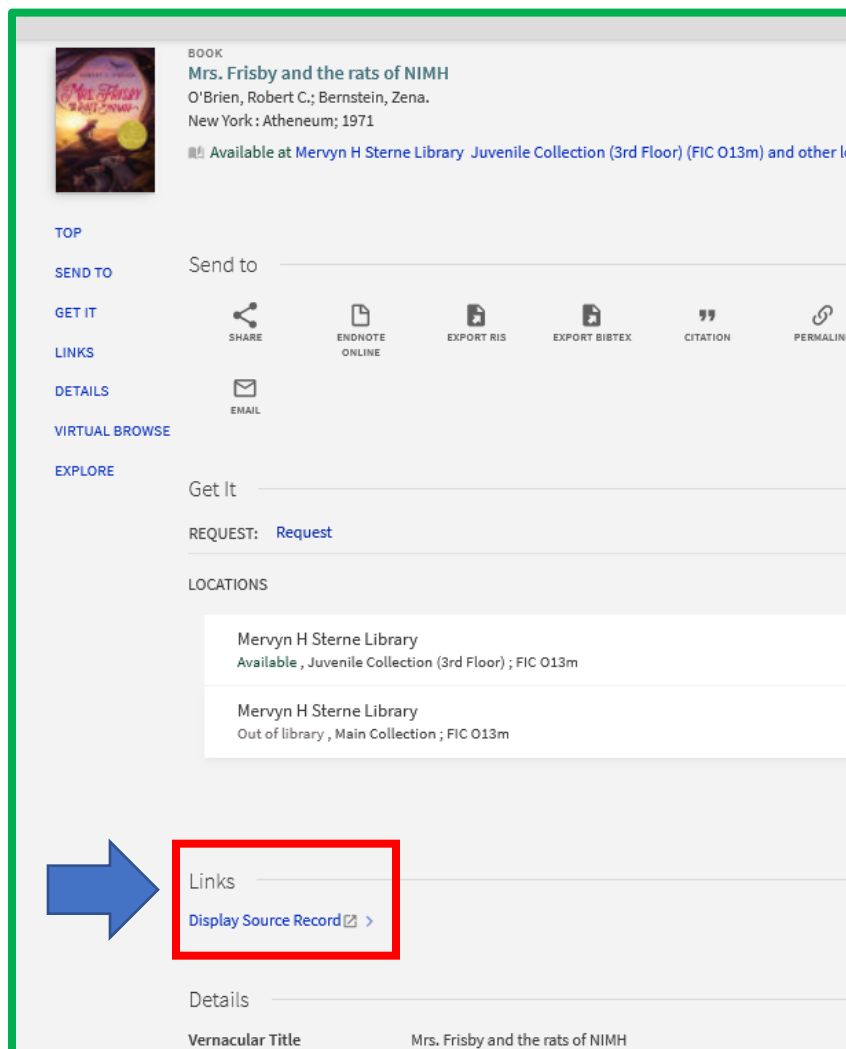 BOOK
Mrs. Frisby and the rats of NIMH
O'Brien, Robert C.; Bernstein, Zena.
New York : Atheneum; 1971
Available at Mervyn H Sterne Library Juvenile Collection (3rd Floor) (FIC O13m) and other
Mrs. Frisby
TOP
SEND TO
GET IT
LINKS
DETAILS
VIRTUAL BROWSE
EXPLORE
Send to
SHARE
ENDNOTE
ONLINE
EXPORT RIS
EXPORT BIBTEX
CITATION
PERMALIN
EMAIL
Get It
REQUEST: Request
LOCATIONS
Mervyn H Sterne Library
Available , Juvenile Collection (3rd Floor) ; FIC O13m
Mervyn H Sterne Library
Out of library , Main Collection ; FIC O13m
Links
Display Source Record
Details
Vernacular Title Mrs. Frisby and the rats of NIMH